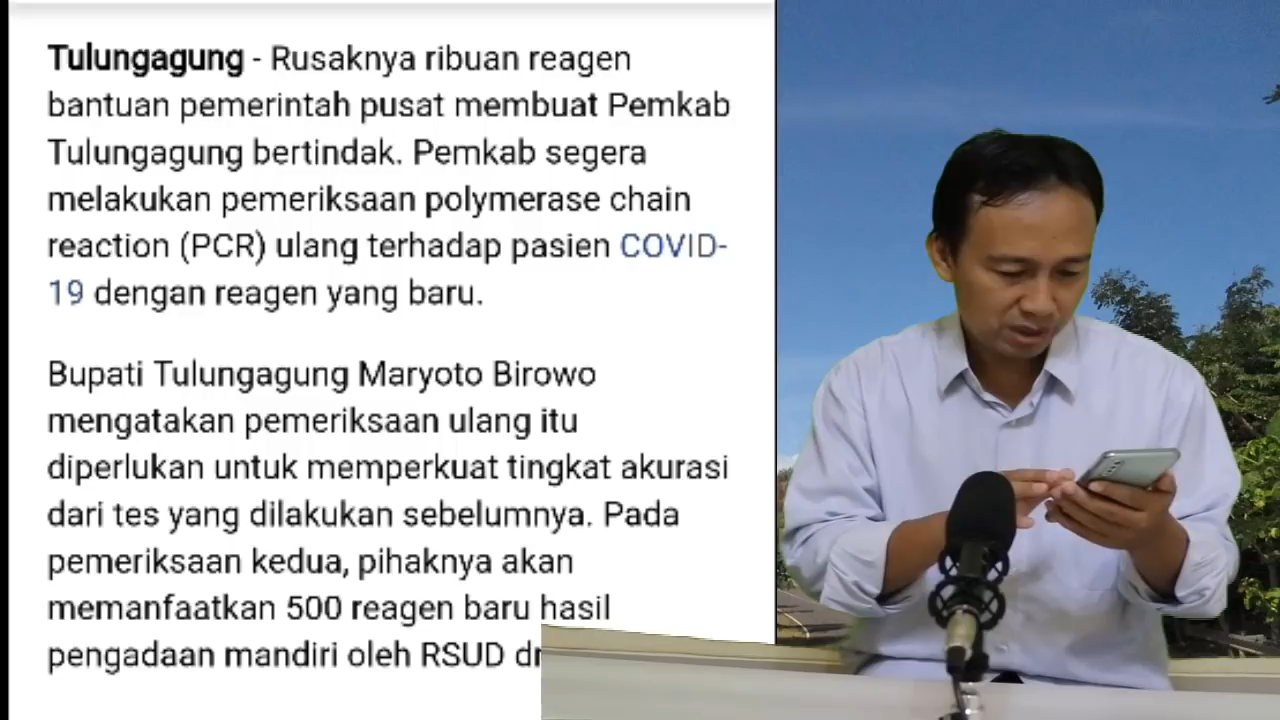 Tulungagung - Rusaknya ribuan reagen
bantuan pemerintah pusat membuat Pemkab
Tulungagung bertindak. Pemkab segera
melakukan pemeriksaan polymerase chain
reaction (PCR) ulang terhadap pasien COVID-
19 dengan reagen yang baru.
Bupati Tulungagung Maryoto Birowo
mengatakan pemeriksaan ulang itu
diperlukan untuk memperkuat tingkat akurasi
dari tes yang dilakukan sebelumnya. Pada
pemeriksaan kedua, pihaknya akan
memanfaatkan 500 reagen baru hasil
pengadaan mandiri oleh RSUD